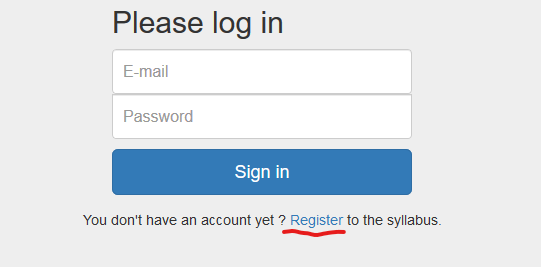 Please log in
E-mail
Password
Sign in
You don't have an account yet ? Register to the syllabus.